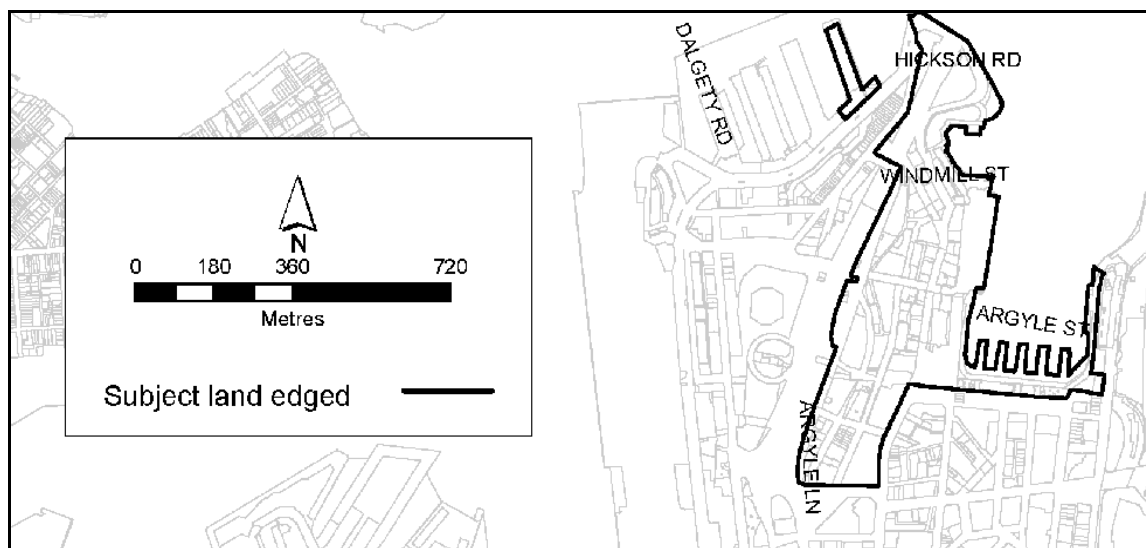 DALGETY RD
HICKSON RD
WINDMILL ST
N
0 180 360 720
Metres
ARGYLE ST
Subject land edged
ARGYLE LN